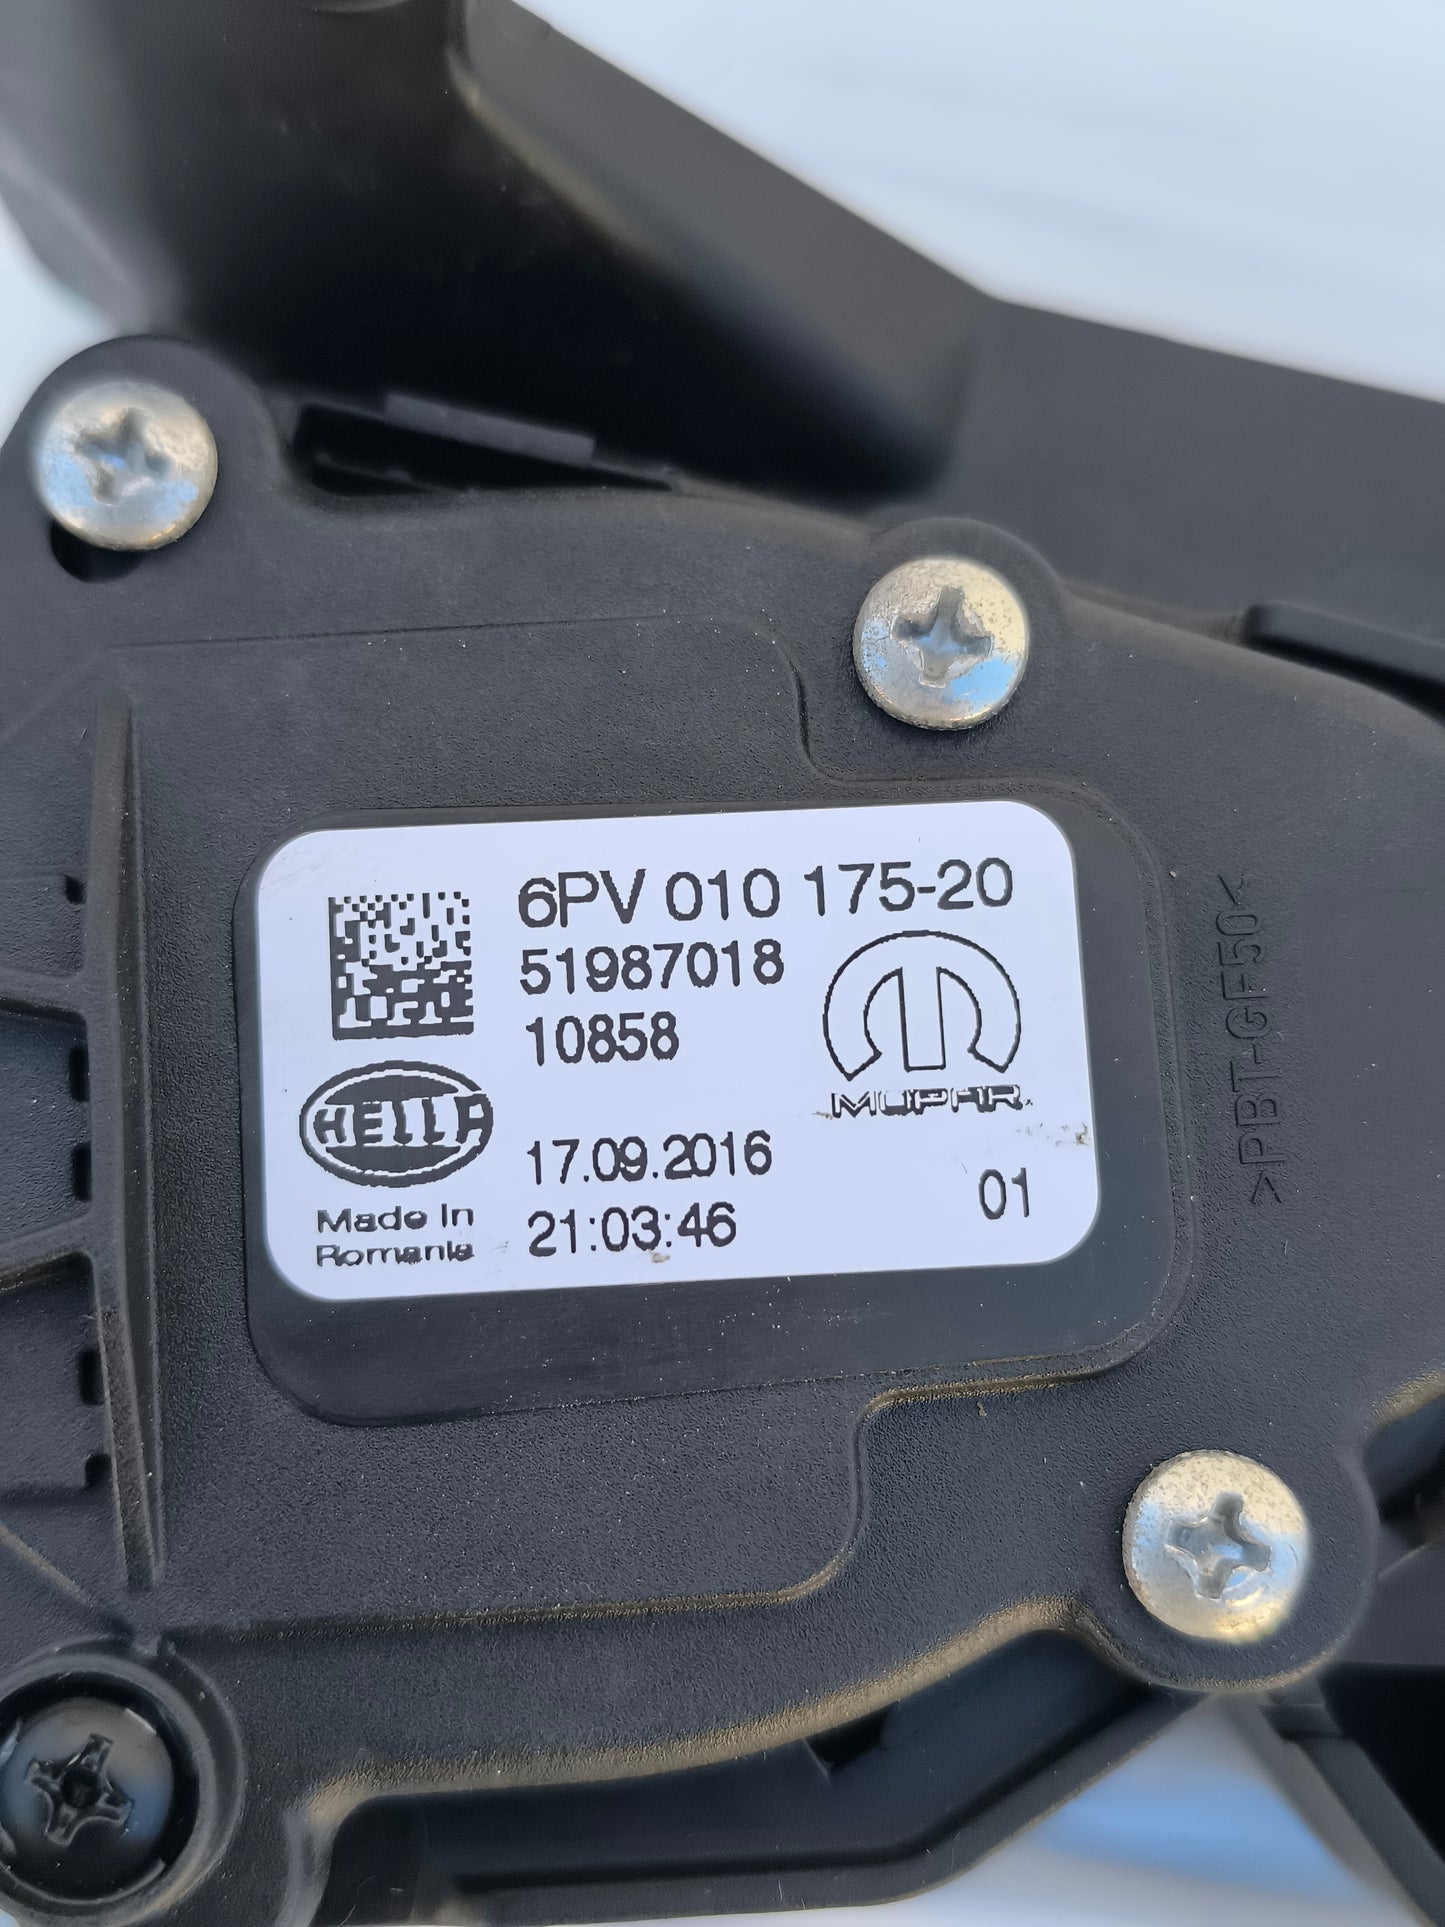 6PV 010 175-20
51987018
10858
HELLA
MOPAR
17.09.2016
21:03:46
01
Made In
Romania
>PBT-GF50<